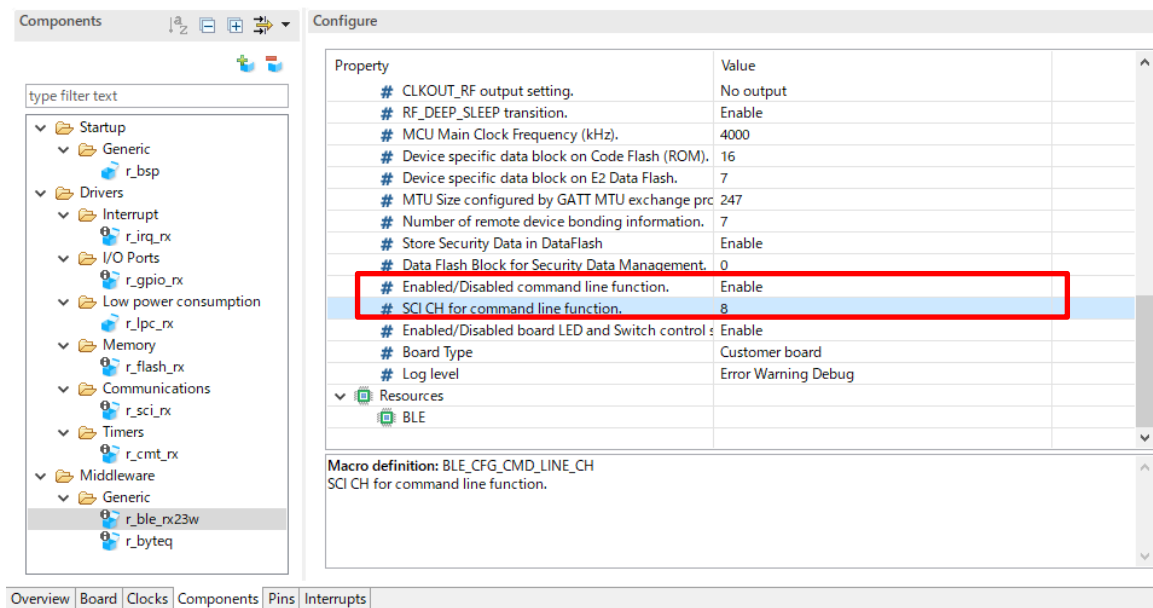 Components
Configure
type filter text
Startup
Generic
r_bsp
Drivers
Interrupt
r_irq_rx
I/O Ports
r_gpio_rx
Low power consumption
r_lpc_rx
Memory
r_flash_rx
Communications
r_sci_rx
Timers
r_cmt_rx
Middleware
Generic
r_ble_rx23w
r_byteq
Property Value
# CLKOUT_RF output setting. No output
# RF_DEEP_SLEEP transition. Enable
# MCU Main Clock Frequency (kHz). 4000
# Device specific data block on Code Flash (ROM). 16
# Device specific data block on E2 Data Flash. 7
# MTU Size configured by GATT MTU exchange prc 247
# Number of remote device bonding information. 7
# Store Security Data in DataFlash Enable
# Data Flash Block for Security Data Management. 0
# Enabled/Disabled command line function. Enable
# SCI CH for command line function. 8
# Enabled/Disabled board LED and Switch control s Enable
# Board Type Customer board
# Log level Error Warning Debug
Resources
BLE
Macro definition: BLE_CFG_CMD_LINE_CH
SCI CH for command line function.
Overview Board Clocks Components Pins Interrupts